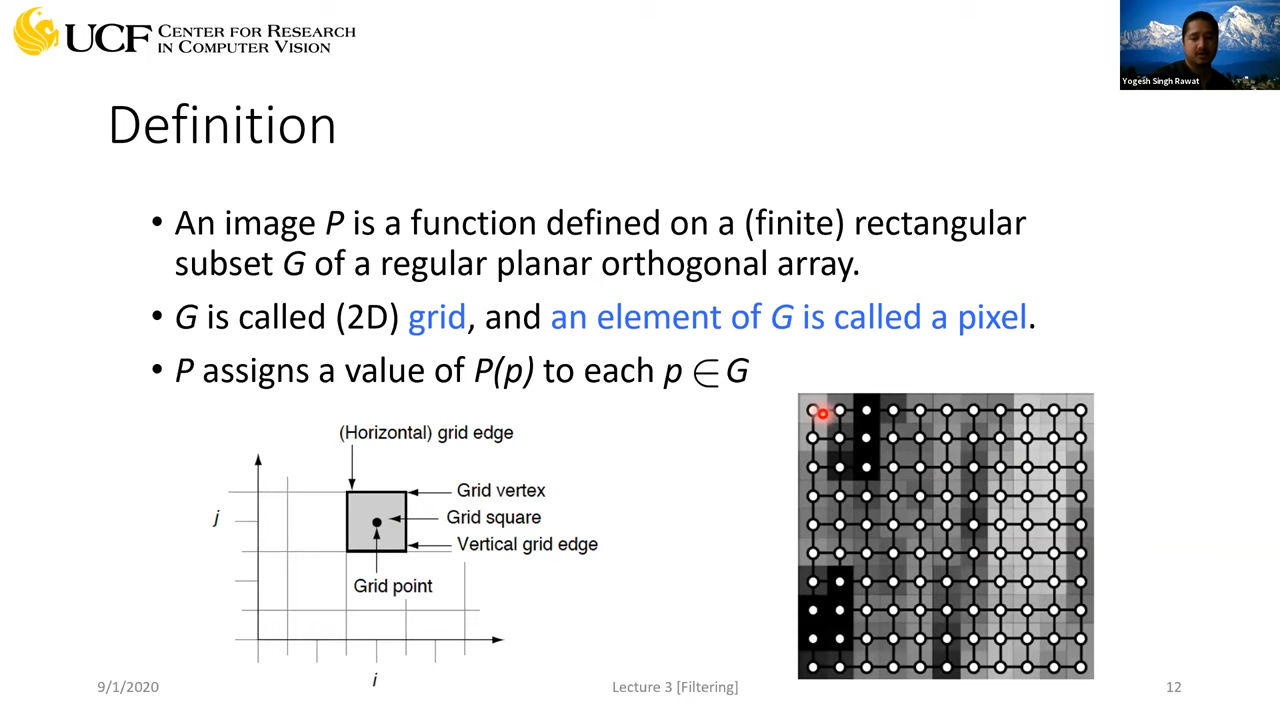 UCF CENTER FOR RESEARCH
IN COMPUTER VISION
Yogesh Singh Rawat
Definition
• An image P is a function defined on a (finite) rectangular
subset G of a regular planar orthogonal array.
• G is called (2D) grid, and an element of G is called a pixel.
• P assigns a value of P(p) to each p ∈ G
(Horizontal) grid edge
Grid vertex
j
Grid square
Vertical grid edge
Grid point
i
9/1/2020
Lecture 3 [Filtering]
12